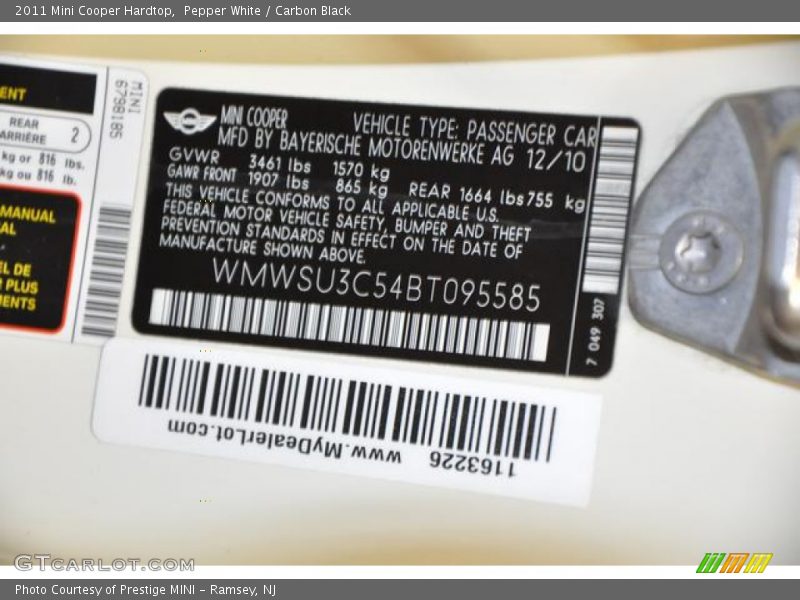 2011 Mini Cooper Hardtop,  Pepper White / Carbon Black
ENT
REAR
ARRIÈRE
2
kg or 816 lbs.
kg ou 816 lb.
MANUAL
AL
EL DE
PLUS
MENTS
MINI
6798185
MINI COOPER
VEHICLE TYPE: PASSENGER CAR
MFD BY BAYERISCHE MOTORENWERKE AG 12/10
GVWR 3461 lbs 1570 kg
GAWR FRONT 1907 lbs 865 kg REAR 1664 lbs 755 kg
THIS VEHICLE CONFORMS TO ALL APPLICABLE U.S.
FEDERAL MOTOR VEHICLE SAFETY, BUMPER AND THEFT
PREVENTION STANDARDS IN EFFECT ON THE DATE OF
MANUFACTURE SHOWN ABOVE.
WMWSU3C54BT095585
7 049 307
1163226 www.MyDealerLot.com
GTCARLOT.COM
Photo Courtesy of Prestige MINI - Ramsey, NJ